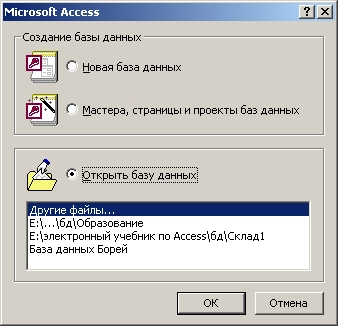 Microsoft Access
Создание базы данных
Новая база данных
Мастера, страницы и проекты баз данных
Открыть базу данных
Другие файлы...
E:\...\бд\Образование
E:\электронный учебник по Access\бд\Склад1
База данных Борей
ОК
Отмена